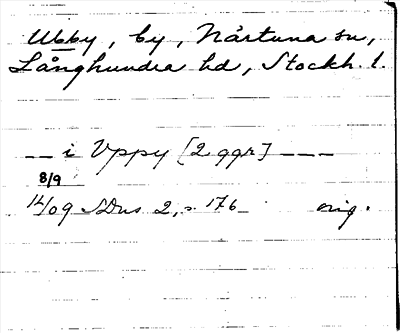 Ubby, by, Närtuna sn,
Långhundra hd, Stockh. l.
— — i Vppy [2 ggr] — — —
8/9
14/09 SDns 2, s. 176 orig.